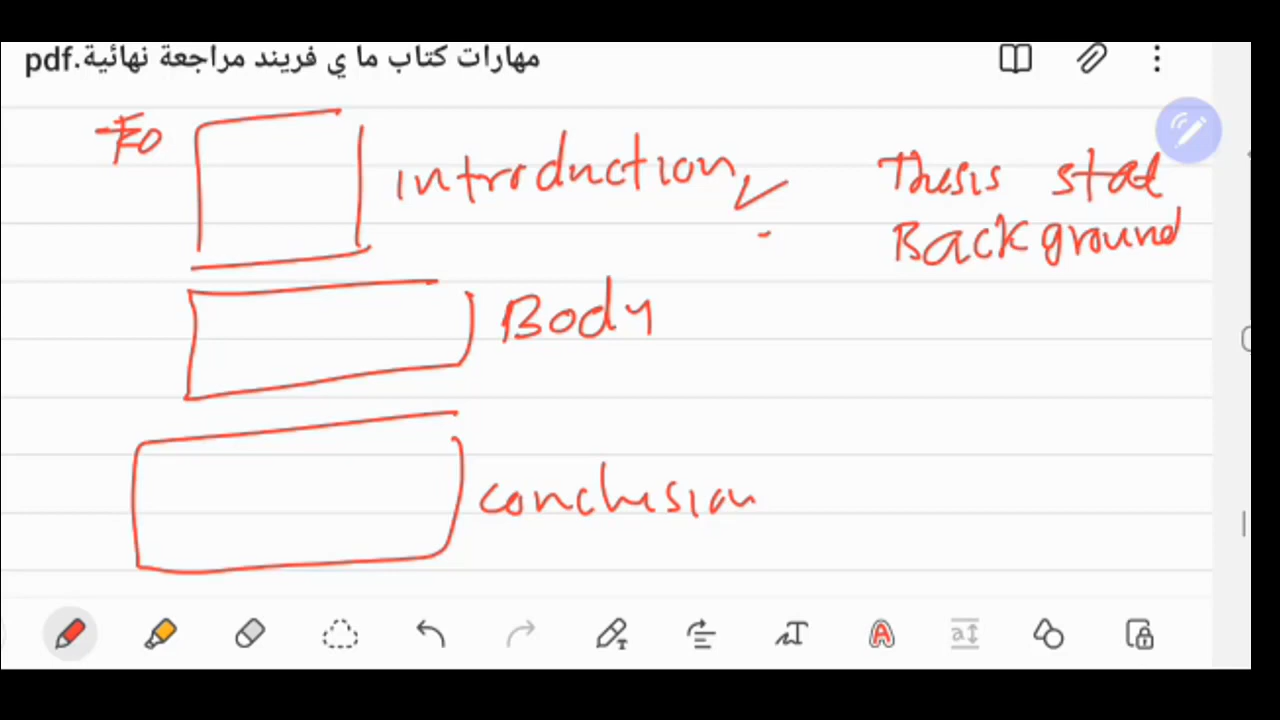 مهارات كتاب ما ي فريند مراجعة نهائية.pdf
introduction
Thesis stat
Background
Body
conclusion